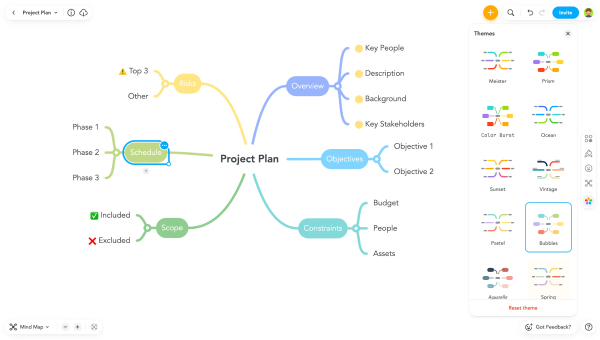 Project Plan
Invite
Themes
Meister
Prism
Color Burst
Ocean
Sunset
Vintage
Pastel
Bubbles
Aquarelle
Spring
Reset theme
Top 3
Other
Risks
Phase 1
Phase 2
Phase 3
Schedule
Included
Excluded
Scope
Project Plan
Overview
Key People
Description
Background
Key Stakeholders
Objectives
Objective 1
Objective 2
Constraints
Budget
People
Assets
Mind Map
Got Feedback?